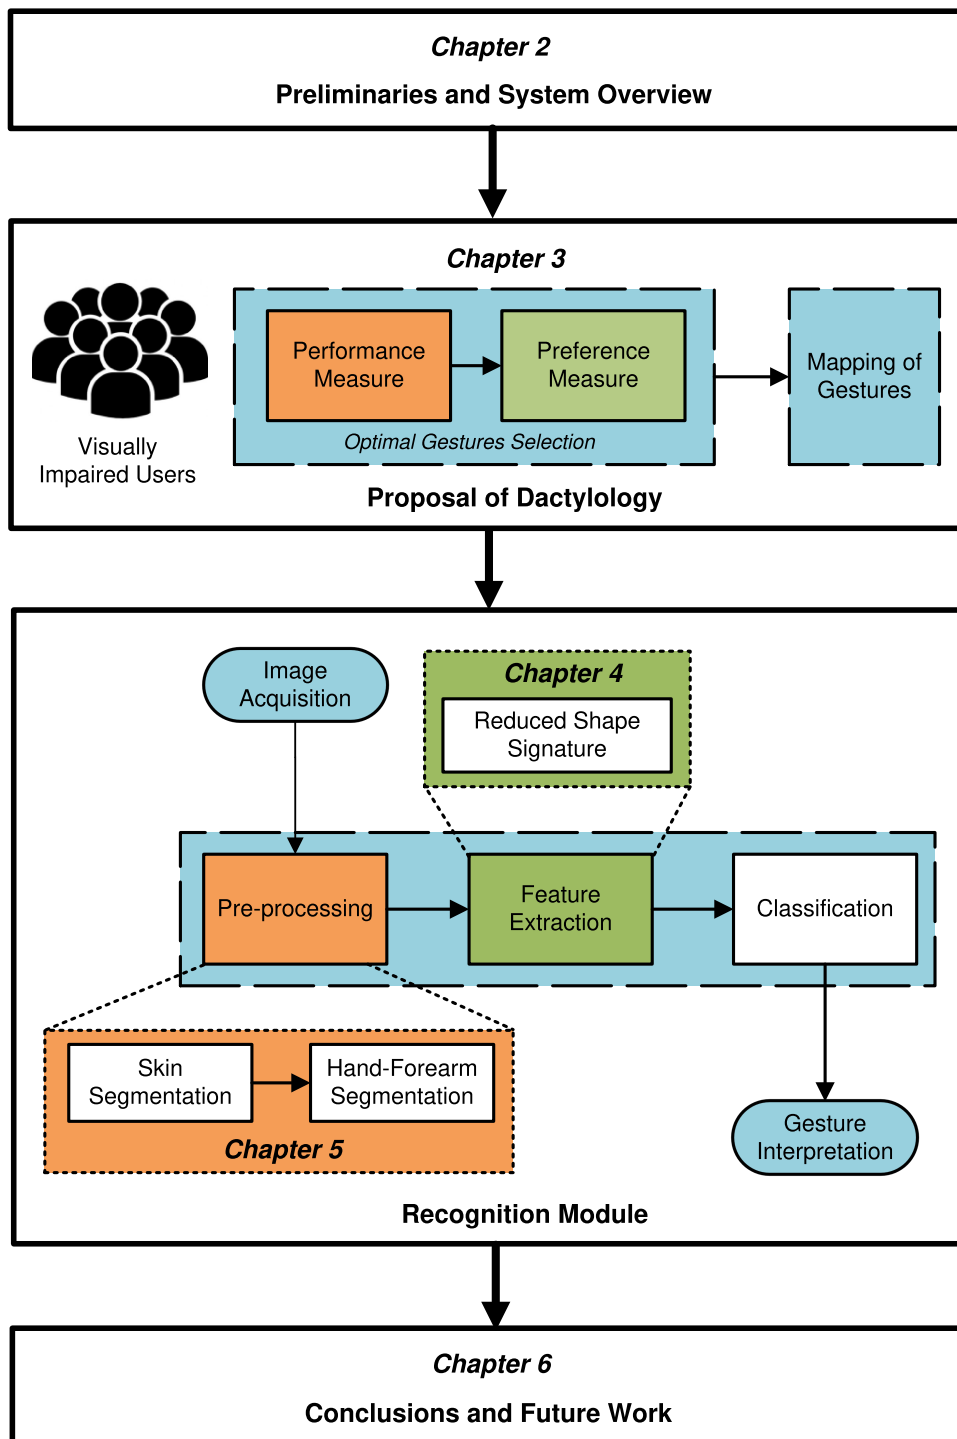 Chapter 2
Preliminaries and System Overview
Chapter 3
Performance
Measure
Preference
Measure
Optimal Gestures Selection
Mapping of
Gestures
Visually
Impaired Users
Proposal of Dactylology
Image
Acquisition
Chapter 4
Reduced Shape
Signature
Pre-processing
Feature
Extraction
Classification
Skin
Segmentation
Hand-Forearm
Segmentation
Chapter 5
Gesture
Interpretation
Recognition Module
Chapter 6
Conclusions and Future Work